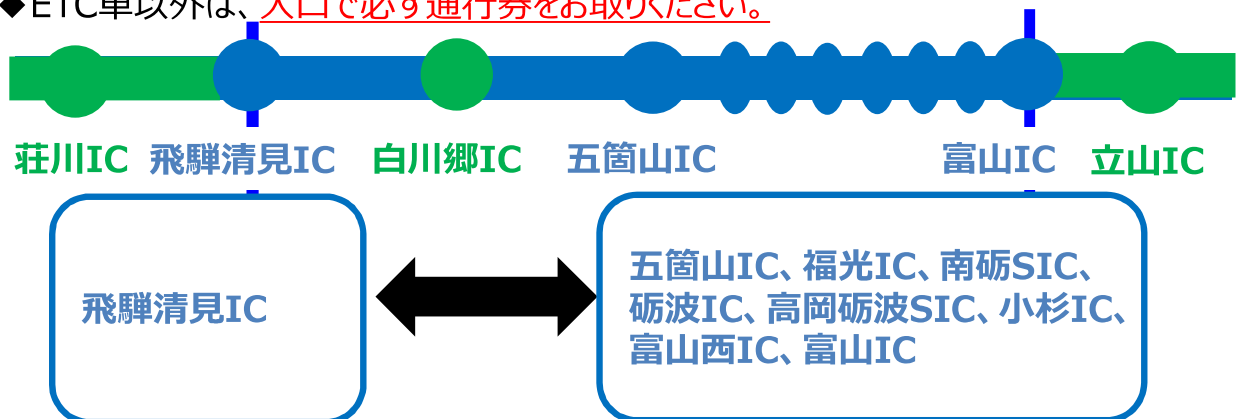 ◆ETC車以外は、入口で必ず通行券をお取りください。
荘川IC 飛騨清見IC 白川郷IC 五箇山IC 富山IC 立山IC
飛騨清見IC
五箇山IC、福光IC、南砺SIC、
砺波IC、高岡砺波SIC、小杉IC、
富山西IC、富山IC